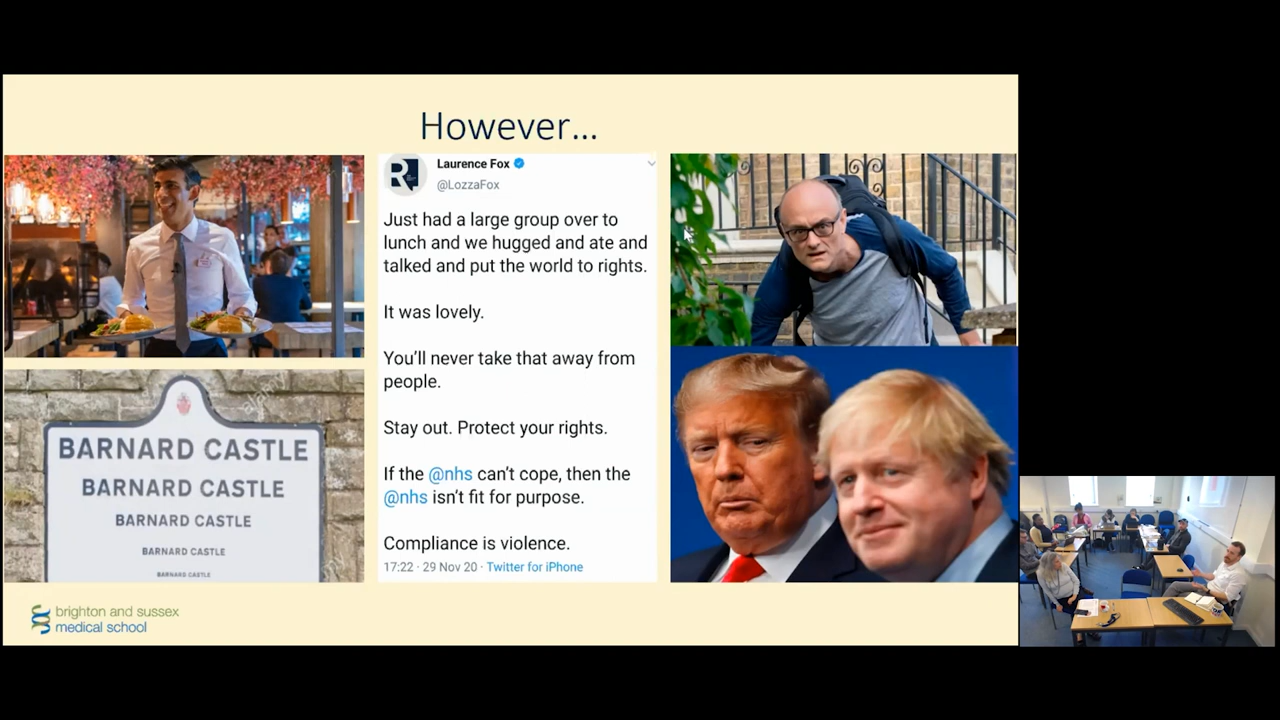 However...
Laurence Fox
@LozzaFox
Just had a large group over to
lunch and we hugged and ate and
talked and put the world to rights.
It was lovely.
You'll never take that away from
people.
Stay out. Protect your rights.
If the @nhs can't cope, then the
@nhs isn't fit for purpose.
Compliance is violence.
17:22 · 29 Nov 20 · Twitter for iPhone
BARNARD CASTLE
BARNARD CASTLE
BARNARD CASTLE
BARNARD CASTLE
BARNARD CASTLE
alamy
brighton and sussex
medical school